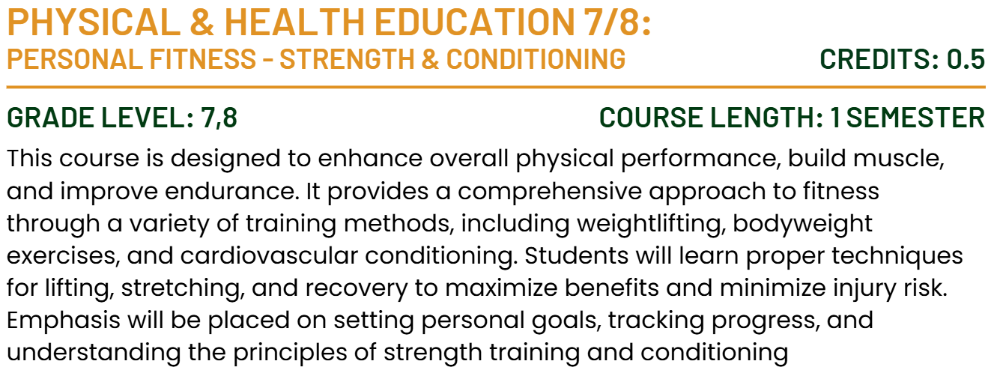 PHYSICAL & HEALTH EDUCATION 7/8:
PERSONAL FITNESS - STRENGTH & CONDITIONING
CREDITS: 0.5
GRADE LEVEL: 7,8
COURSE LENGTH: 1 SEMESTER
This course is designed to enhance overall physical performance, build muscle,
and improve endurance. It provides a comprehensive approach to fitness
through a variety of training methods, including weightlifting, bodyweight
exercises, and cardiovascular conditioning. Students will learn proper techniques
for lifting, stretching, and recovery to maximize benefits and minimize injury risk.
Emphasis will be placed on setting personal goals, tracking progress, and
understanding the principles of strength training and conditioning